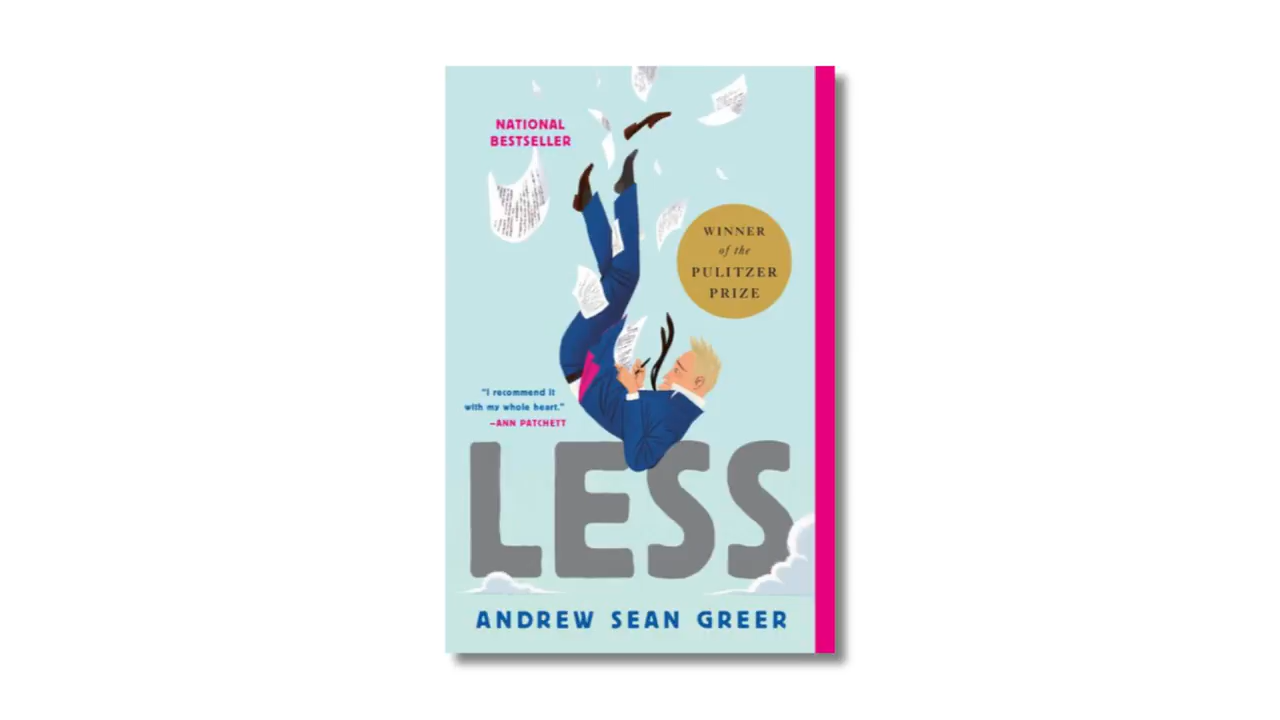 NATIONAL
BESTSELLER
WINNER
of the
PULITZER
PRIZE
"I recommend it
with my whole heart."
–ANN PATCHETT
LESS
ANDREW SEAN GREER